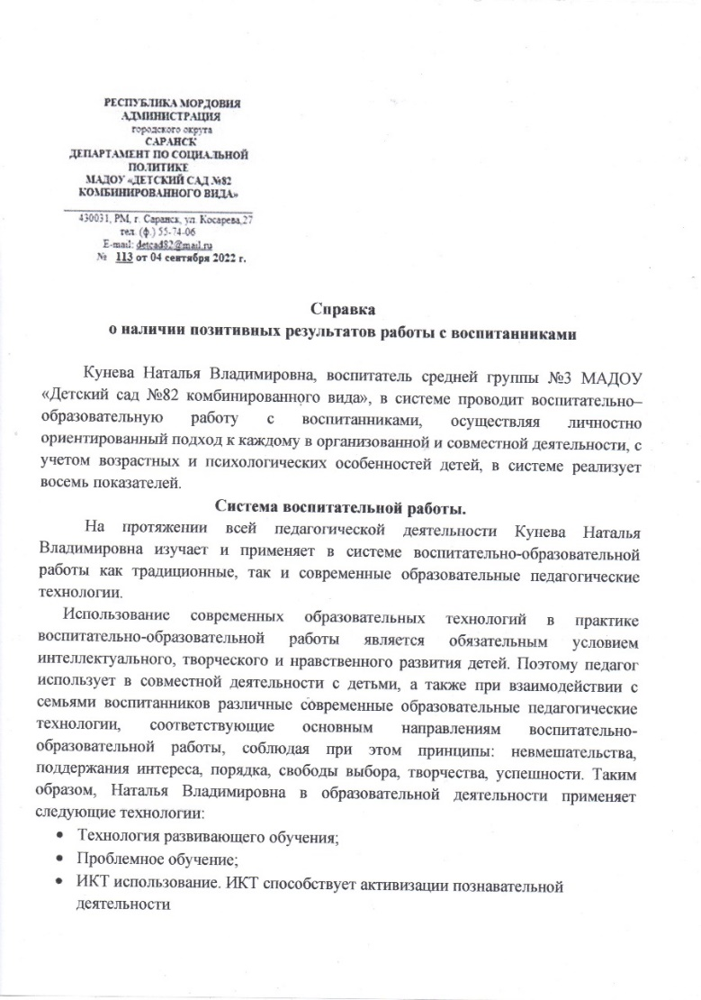 РЕСПУБЛИКА МОРДОВИЯ
АДМИНИСТРАЦИЯ
городского округа
САРАНСК
ДЕПАРТАМЕНТ ПО СОЦИАЛЬНОЙ
ПОЛИТИКЕ
МАДОУ «ДЕТСКИЙ САД №82
КОМБИНИРОВАННОГО ВИДА»
430031, РМ, г. Саранск, ул. Косарева,27
тел. (ф.) 55-74-06
E-mail: detcad82@mail.ru
№ 113 от 04 сентября 2022 г.
Справка
о наличии позитивных результатов работы с воспитанниками
Кунева Наталья Владимировна, воспитатель средней группы №3 МАДОУ
«Детский сад №82 комбинированного вида», в системе проводит воспитательно–
образовательную работу с воспитанниками, осуществляя личностно
ориентированный подход к каждому в организованной и совместной деятельности, с
учетом возрастных и психологических особенностей детей, в системе реализует
восемь показателей.
Система воспитательной работы.
На протяжении всей педагогической деятельности Кунева Наталья
Владимировна изучает и применяет в системе воспитательно-образовательной
работы как традиционные, так и современные образовательные педагогические
технологии.
Использование современных образовательных технологий в практике
воспитательно-образовательной работы является обязательным условием
интеллектуального, творческого и нравственного развития детей. Поэтому педагог
использует в совместной деятельности с детьми, а также при взаимодействии с
семьями воспитанников различные современные образовательные педагогические
технологии, соответствующие основным направлениям воспитательно-
образовательной работы, соблюдая при этом принципы: невмешательства,
поддержания интереса, порядка, свободы выбора, творчества, успешности. Таким
образом, Наталья Владимировна в образовательной деятельности применяет
следующие технологии:
• Технология развивающего обучения;
• Проблемное обучение;
• ИКТ использование. ИКТ способствует активизации познавательной
деятельности